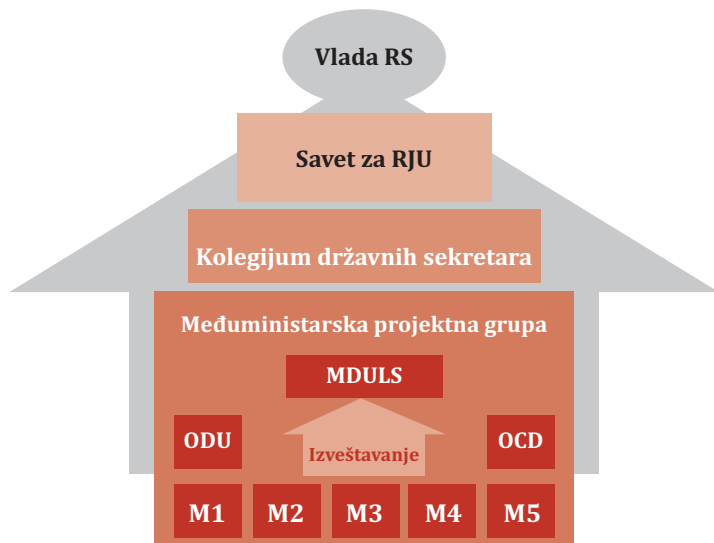 Vlada RS
Savet za RJU
Kolegijum državnih sekretara
Međuministarska projektna grupa
MDULS
ODU
OCD
Izveštavanje
M1 M2 M3 M4 M5